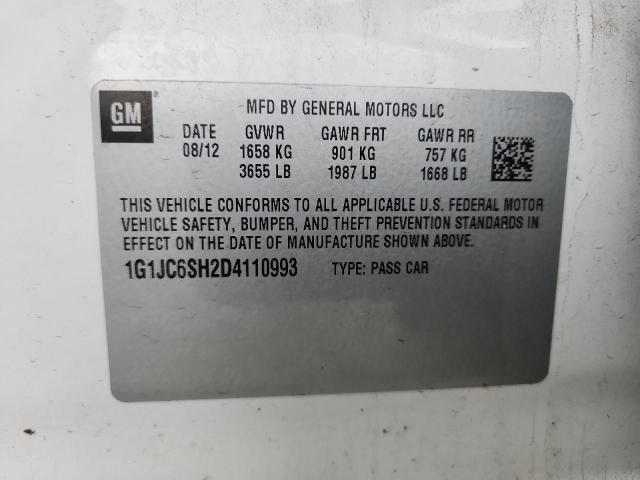 GM® MFD BY GENERAL MOTORS LLC
DATE GVWR GAWR FRT GAWR RR
08/12 1658 KG 901 KG 757 KG
3655 LB 1987 LB 1668 LB
THIS VEHICLE CONFORMS TO ALL APPLICABLE U.S. FEDERAL MOTOR
VEHICLE SAFETY, BUMPER, AND THEFT PREVENTION STANDARDS IN
EFFECT ON THE DATE OF MANUFACTURE SHOWN ABOVE.
1G1JC6SH2D4110993 TYPE: PASS CAR